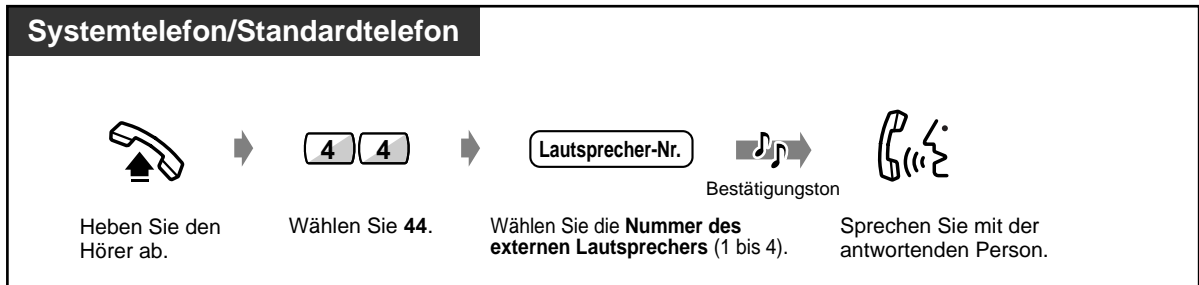 Systemtelefon/Standardtelefon
4 4
Lautsprecher-Nr.
Bestätigungston
Heben Sie den
Hörer ab.
Wählen Sie 44.
Wählen Sie die Nummer des
externen Lautsprechers (1 bis 4).
Sprechen Sie mit der
antwortenden Person.